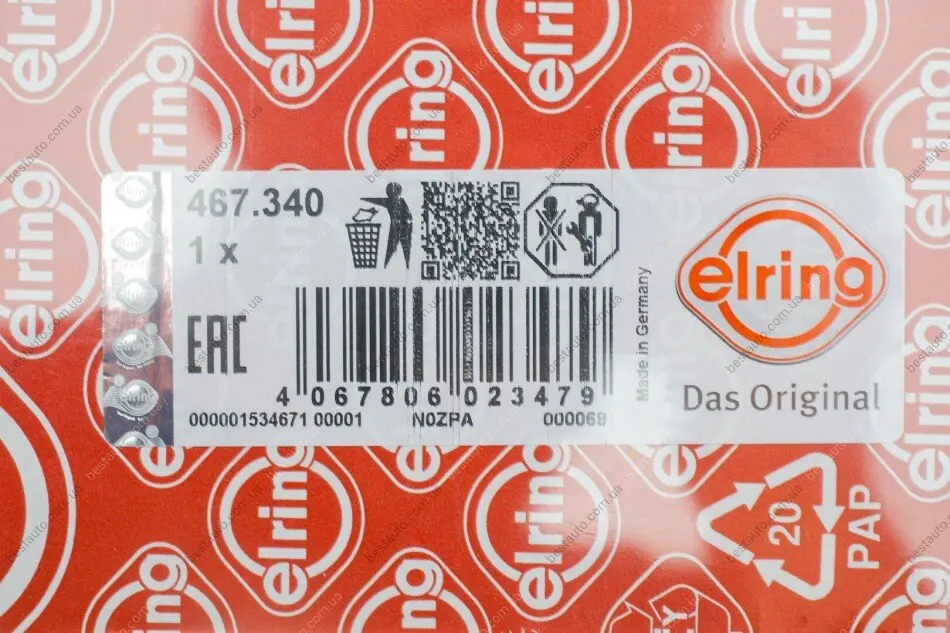 467.340
1 x
EAC
4 067806 023479
000001534671 00001 N0ZPA 000069
Made in Germany
elring
Das Original
20
PAP
elring
bestauto.com.ua